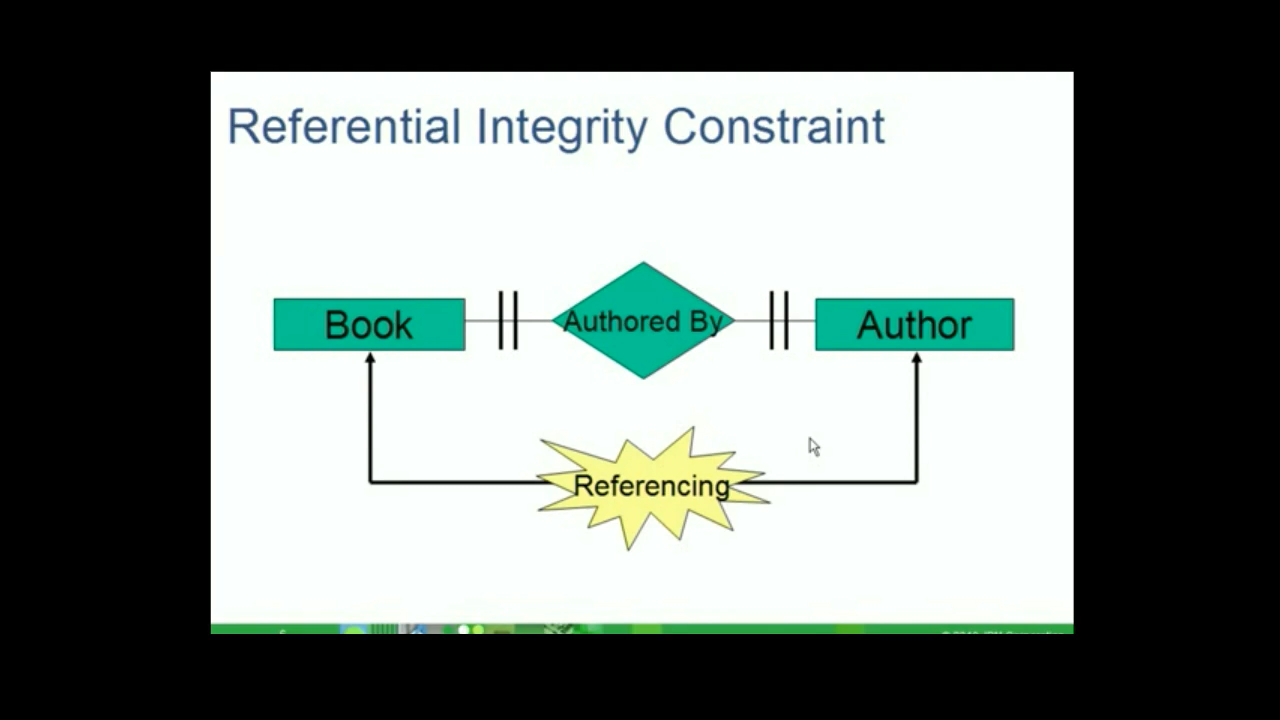 Referential Integrity Constraint
Book
Authored By
Author
Referencing